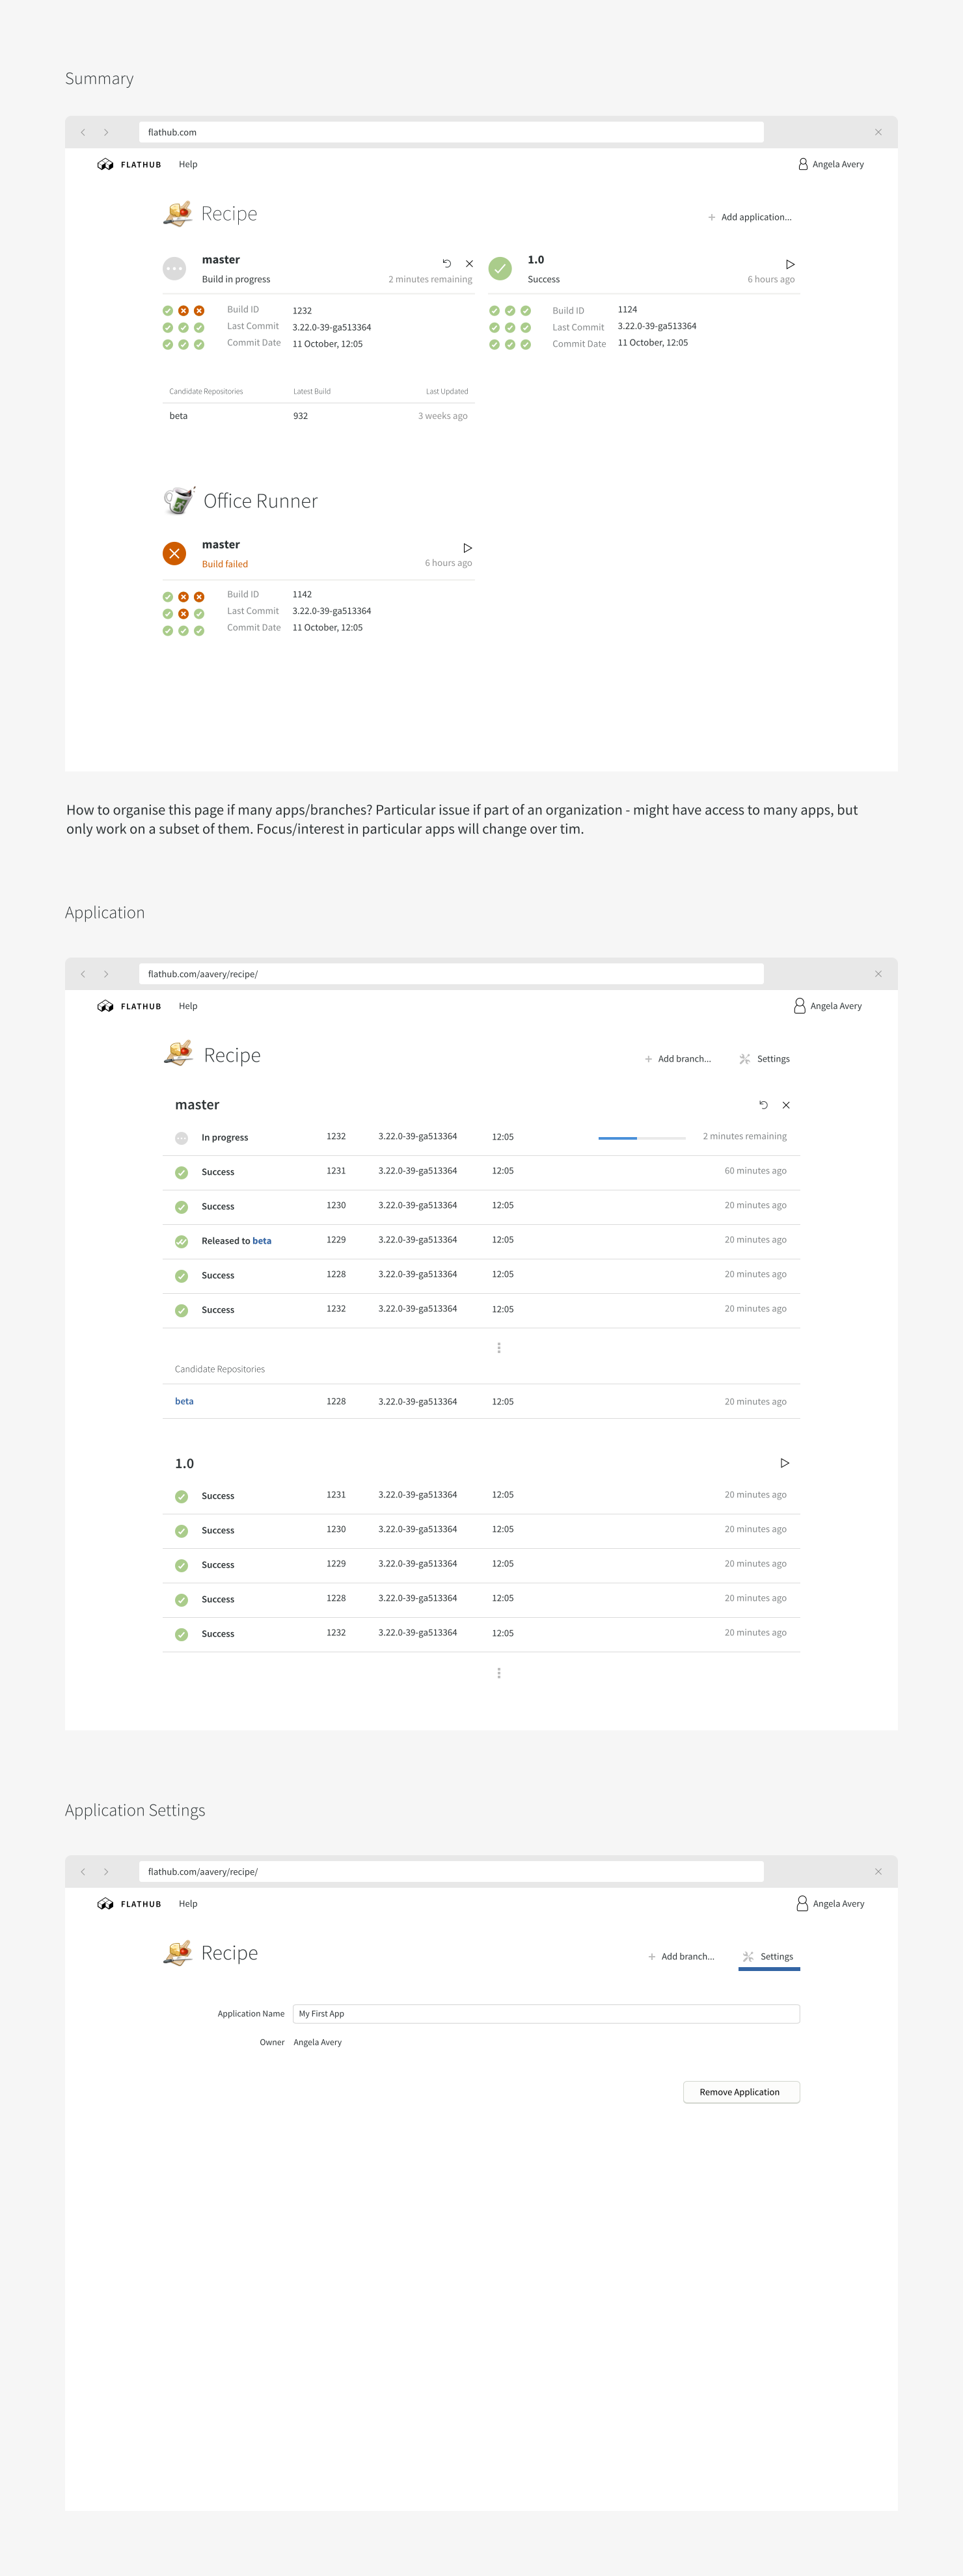 Summary
flathub.com
FLATHUB Help Angela Avery
Recipe
+ Add application...
master
Build in progress 2 minutes remaining
Build ID 1232
Last Commit 3.22.0-39-ga513364
Commit Date 11 October, 12:05
1.0
Success 6 hours ago
Build ID 1124
Last Commit 3.22.0-39-ga513364
Commit Date 11 October, 12:05
Candidate Repositories Latest Build Last Updated
beta 932 3 weeks ago
Office Runner
master
Build failed 6 hours ago
Build ID 1142
Last Commit 3.22.0-39-ga513364
Commit Date 11 October, 12:05
How to organise this page if many apps/branches? Particular issue if part of an organization - might have access to many apps, but
only work on a subset of them. Focus/interest in particular apps will change over tim.
Application
flathub.com/aavery/recipe/
FLATHUB Help Angela Avery
Recipe
+ Add branch... Settings
master
In progress 1232 3.22.0-39-ga513364 12:05 2 minutes remaining
Success 1231 3.22.0-39-ga513364 12:05 60 minutes ago
Success 1230 3.22.0-39-ga513364 12:05 20 minutes ago
Released to beta 1229 3.22.0-39-ga513364 12:05 20 minutes ago
Success 1228 3.22.0-39-ga513364 12:05 20 minutes ago
Success 1232 3.22.0-39-ga513364 12:05 20 minutes ago
Candidate Repositories
beta 1228 3.22.0-39-ga513364 12:05 20 minutes ago
1.0
Success 1231 3.22.0-39-ga513364 12:05 20 minutes ago
Success 1230 3.22.0-39-ga513364 12:05 20 minutes ago
Success 1229 3.22.0-39-ga513364 12:05 20 minutes ago
Success 1228 3.22.0-39-ga513364 12:05 20 minutes ago
Success 1232 3.22.0-39-ga513364 12:05 20 minutes ago
Application Settings
flathub.com/aavery/recipe/
FLATHUB Help Angela Avery
Recipe
+ Add branch... Settings
Application Name My First App
Owner Angela Avery
Remove Application